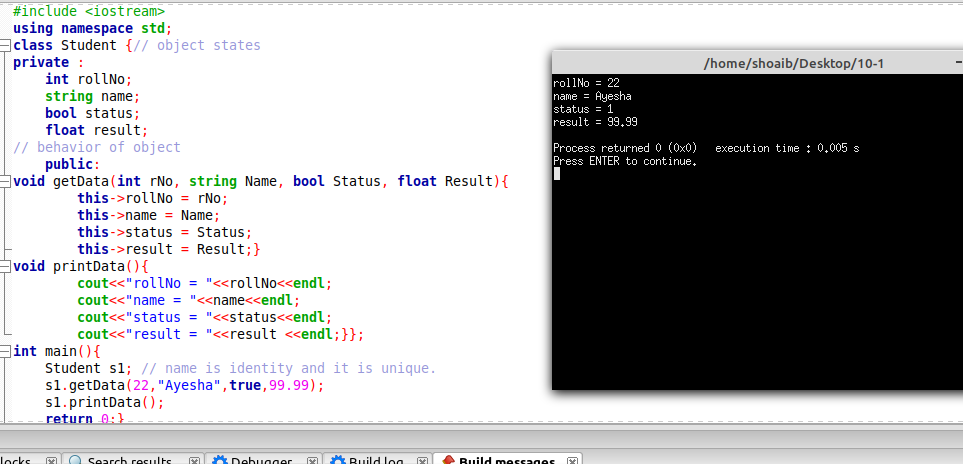 #include <iostream>
using namespace std;
class Student {// object states
private :
    int rollNo;
    string name;
    bool status;
    float result;
// behavior of object
    public:
void getData(int rNo, string Name, bool Status, float Result){
        this->rollNo = rNo;
        this->name = Name;
        this->status = Status;
        this->result = Result;}
void printData(){
        cout<<"rollNo = "<<rollNo<<endl;
        cout<<"name = "<<name<<endl;
        cout<<"status = "<<status<<endl;
        cout<<"result = "<<result <<endl;}};
int main(){
    Student s1; // name is identity and it is unique.
    s1.getData(22,"Ayesha",true,99.99);
    s1.printData();
    return 0;}
/home/shoaib/Desktop/10-1
rollNo = 22
name = Ayesha
status = 1
result = 99.99
Process returned 0 (0x0)   execution time : 0.005 s
Press ENTER to continue.
locks Search results Debugger Build log Build messages